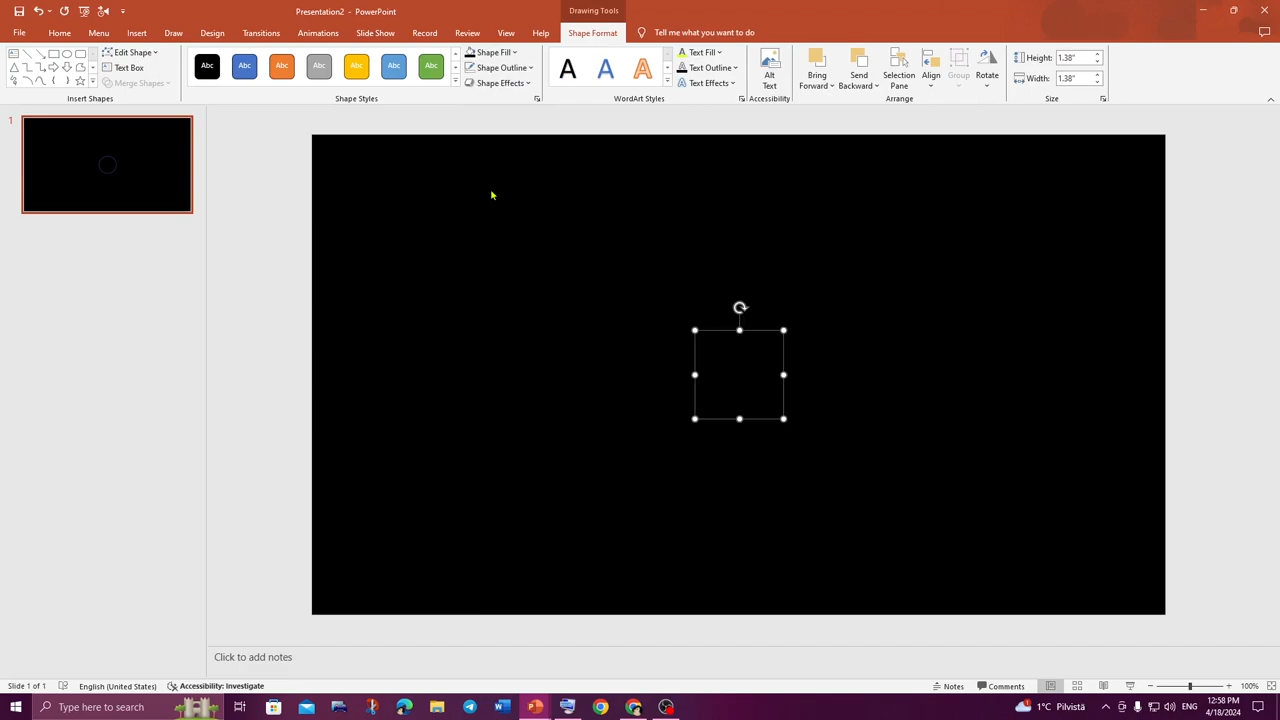 Presentation2 - PowerPoint
Drawing Tools
File Home Menu Insert Draw Design Transitions Animations Slide Show Record Review View Help Shape Format Tell me what you want to do
Edit Shape
Text Box
Merge Shapes
Insert Shapes
Abc Abc Abc Abc Abc Abc Abc
Shape Fill
Shape Outline
Shape Effects
Shape Styles
A A A
Text Fill
Text Outline
Text Effects
WordArt Styles
Alt
Text
Accessibility
Bring
Forward
Send
Backward
Selection
Pane
Align
Group
Rotate
Arrange
Height: 1.38"
Width: 1.38"
Size
1
Click to add notes
Slide 1 of 1 English (United States) Accessibility: Investigate Notes Comments 100%
Type here to search
1°C Pilvistä
ENG
12:58 PM
4/18/2024